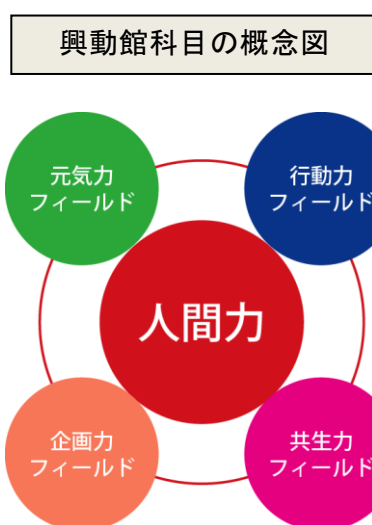 興動館科目の概念図
元気力
フィールド
行動力
フィールド
人間力
企画力
フィールド
共生力
フィールド